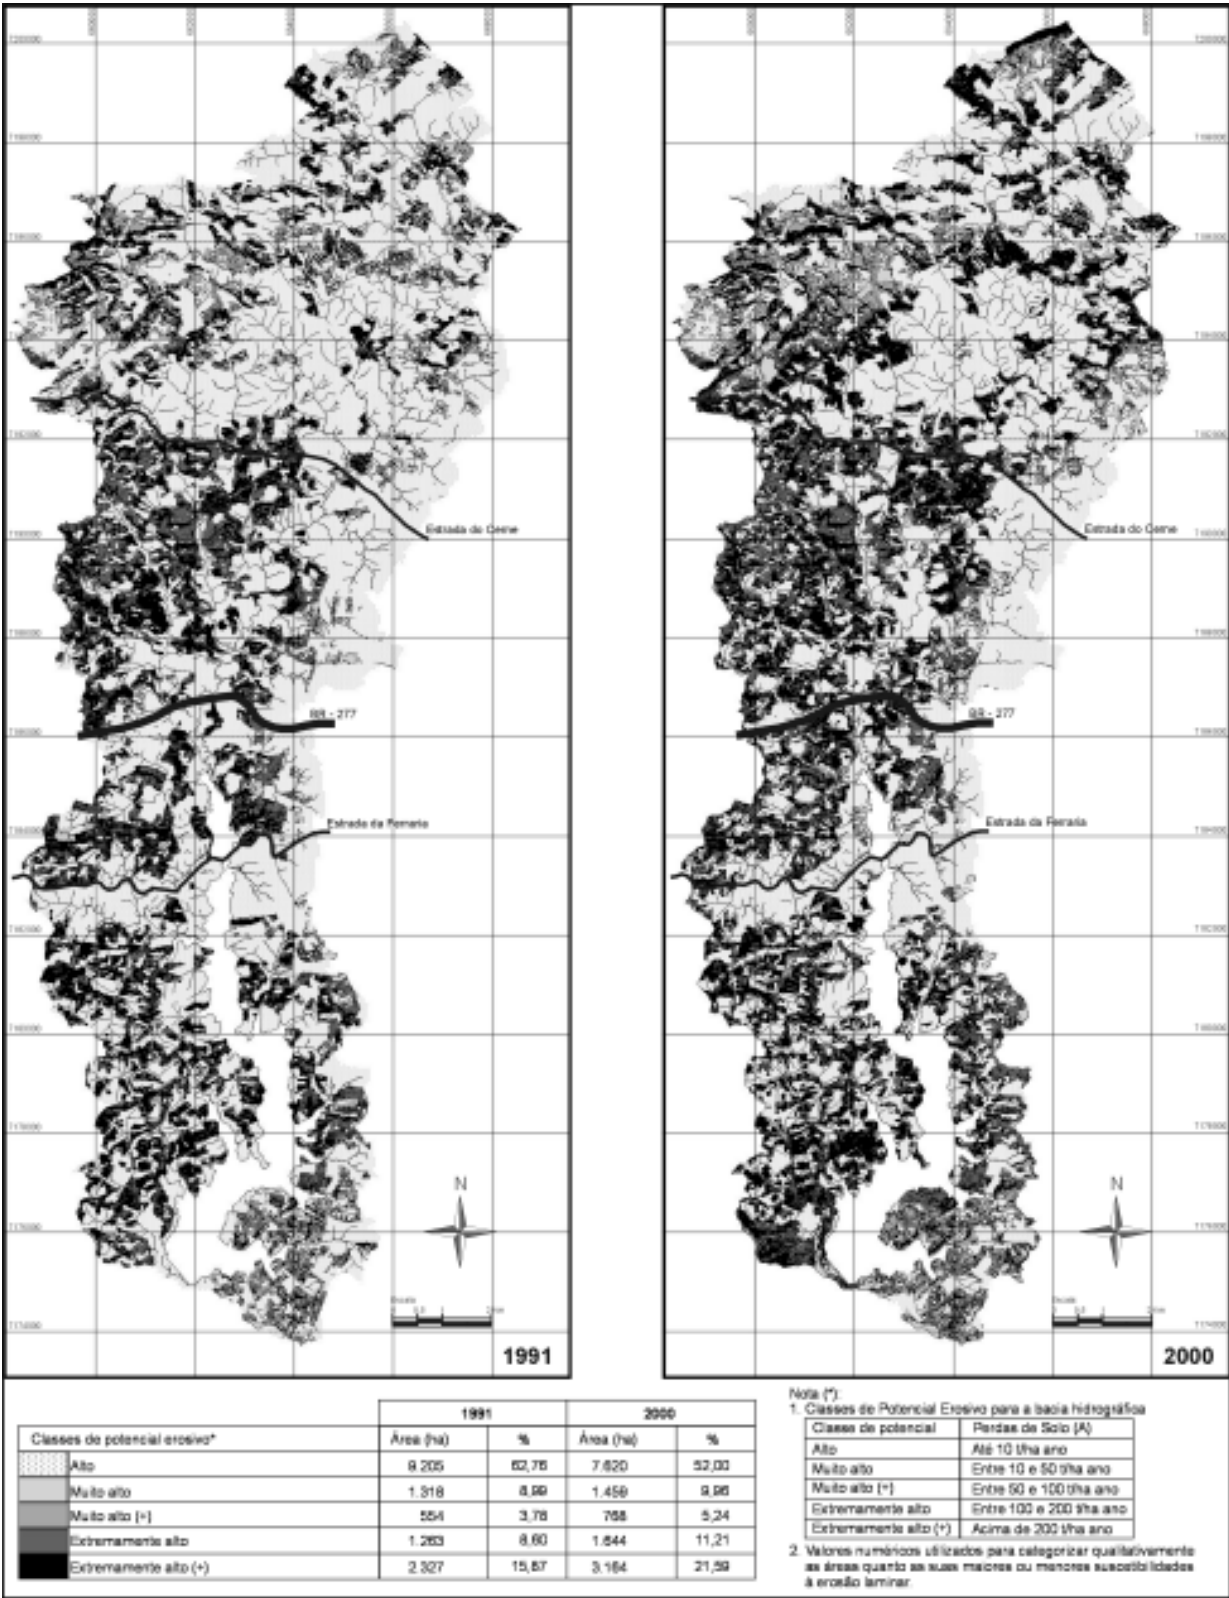 Estrada do Cerne
BR - 277
Estrada da Ferraria
N
1991
Estrada do Cerne
BR - 277
Estrada da Ferraria
N
2000
1991 2000
Classes de potencial erosivo* Área (ha) % Área (ha) %
Alto 9.205 62,76 7.620 52,00
Muito alto 1.318 8,99 1.459 9,96
Muito alto (+) 554 3,78 768 5,24
Extremamente alto 1.263 8,60 1.644 11,21
Extremamente alto (+) 2.327 15,87 3.164 21,59
Nota (*):
1. Classes de Potencial Erosivo para a bacia hidrográfica
Classe de potencial Perdas de Solo (A)
Alto Até 10 t/ha ano
Muito alto Entre 10 e 50 t/ha ano
Muito alto (+) Entre 50 e 100 t/ha ano
Extremamente alto Entre 100 e 200 t/ha ano
Extremamente alto (+) Acima de 200 t/ha ano
2. Valores numéricos utilizados para categorizar qualitativamente
as áreas quanto as suas maiores ou menores suscetibilidades
à erosão laminar.